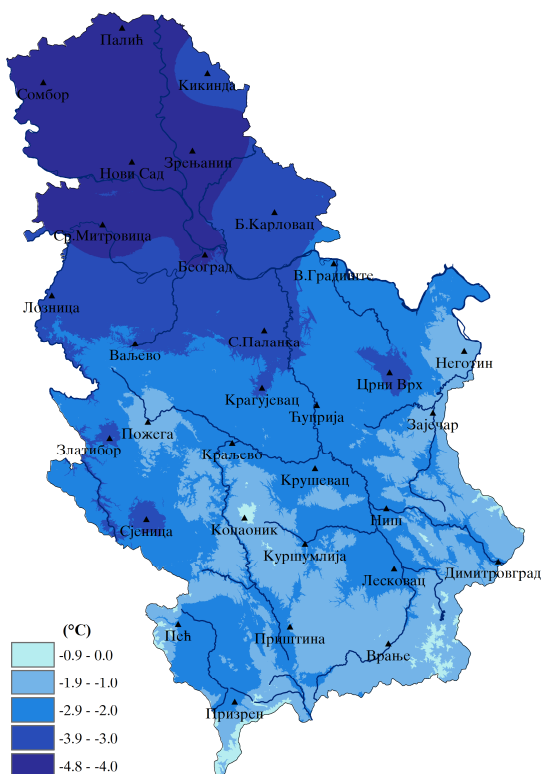 Палић
Кикинда
Сомбор
Зрењанин
Нови Сад
Б.Карловац
Ср.Митровица
Београд
В.Градиште
Лозница
С.Паланка
Ваљево
Неготин
Црни Врх
Крагујевац
Ћуприја
Зајечар
Пожега
Златибор
Краљево
Крушевац
Ниш
Копаоник
Сјеница
Куршумлија
Димитровград
Лесковац
(°C)
Пећ
Приштина
Врање
-0.9 - 0.0
-1.9 - -1.0
-2.9 - -2.0
Призрен
-3.9 - -3.0
-4.8 - -4.0